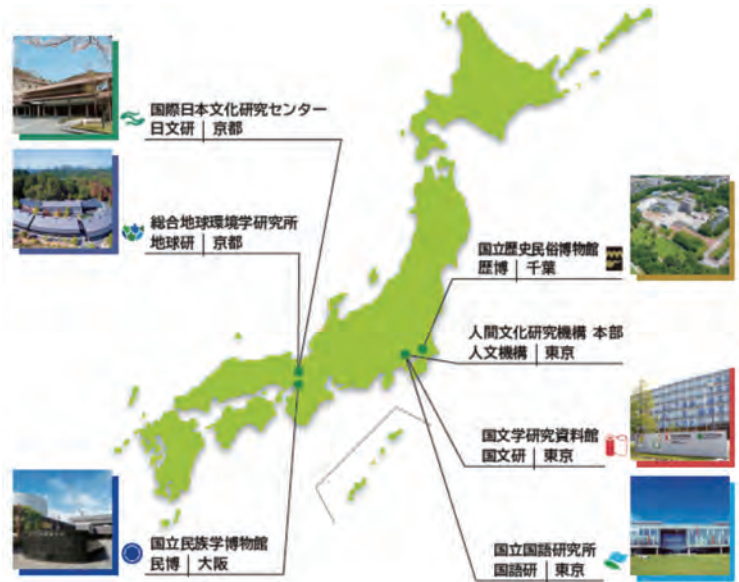 国際日本文化研究センター
日文研 | 京都
総合地球環境学研究所
地球研 | 京都
国立歴史民俗博物館
歴博 | 千葉
人間文化研究機構 本部
人文機構 | 東京
国文学研究資料館
国文研 | 東京
国立民族学博物館
民博 | 大阪
国立国語研究所
国語研 | 東京